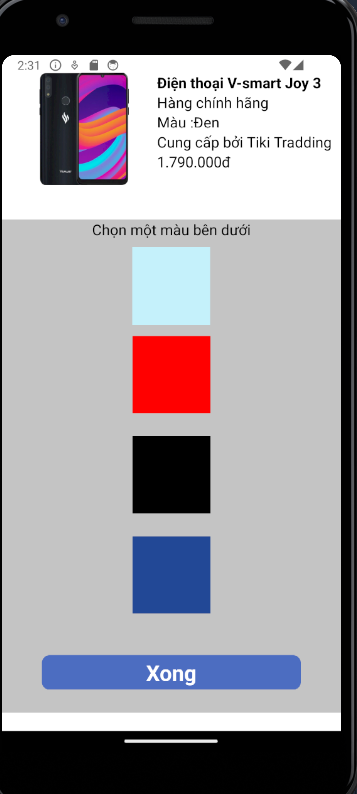 2:31
Điện thoại V-smart Joy 3
Hàng chính hãng
Màu :Đen
Cung cấp bởi Tiki Tradding
1.790.000đ
Chọn một màu bên dưới
Xong